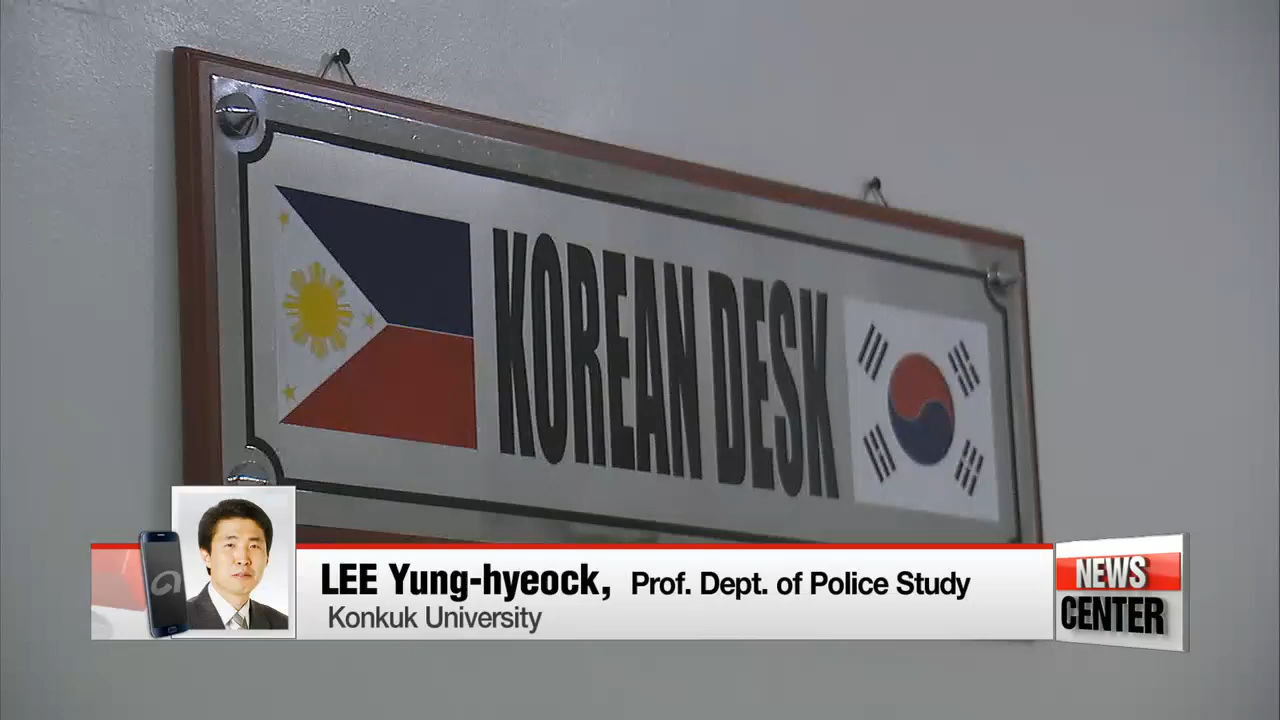 KOREAN DESK
LEE Yung-hyeock, Prof. Dept. of Police Study
Konkuk University
NEWS
CENTER